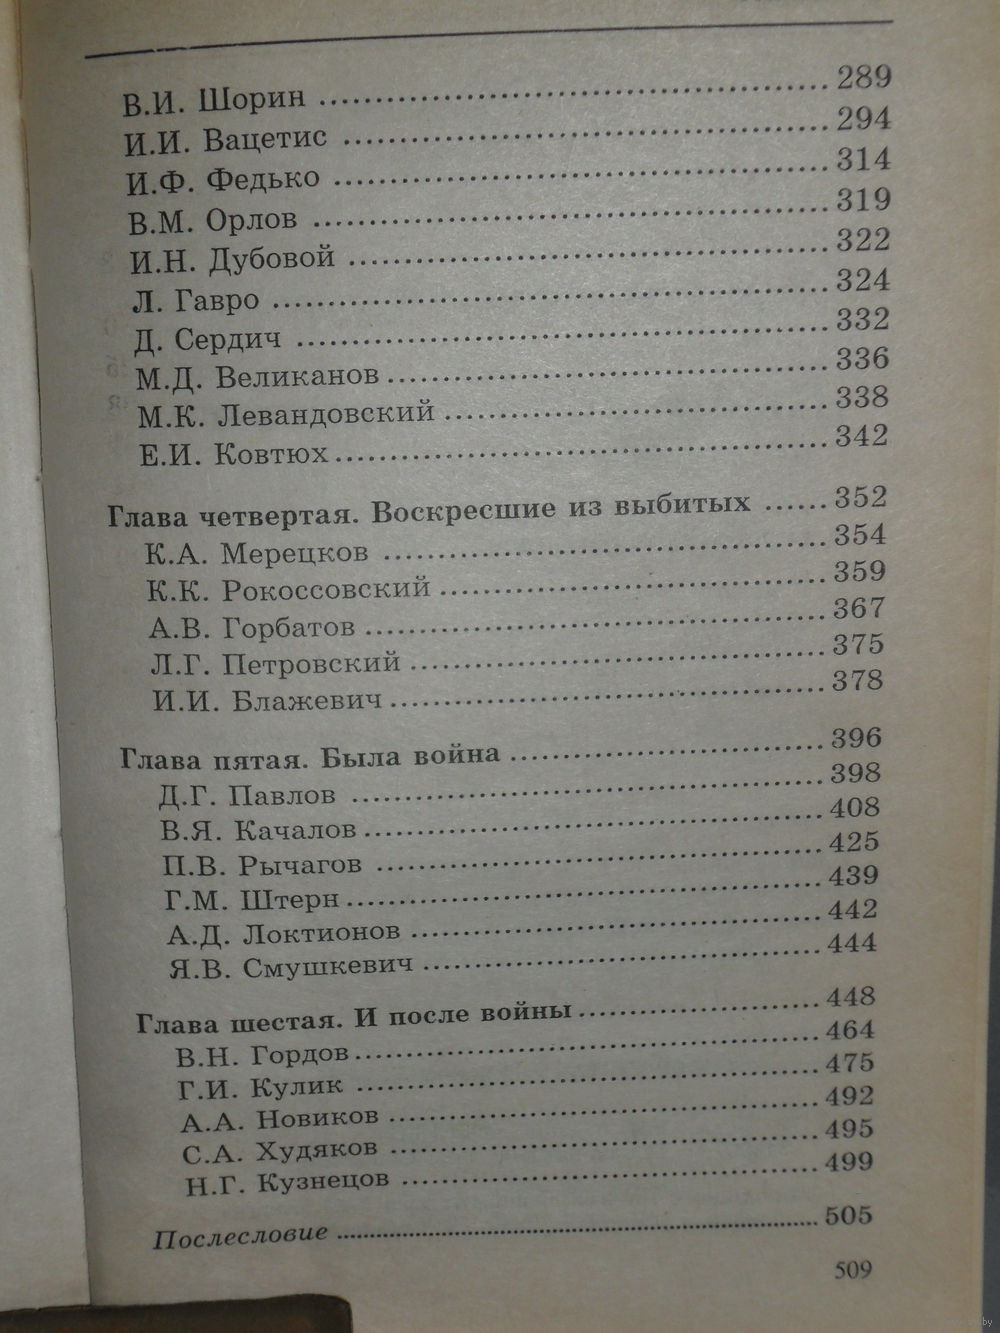 В.И. Шорин ........ 289
И.И. Вацетис ........ 294
И.Ф. Федько ........ 314
В.М. Орлов ........ 319
И.Н. Дубовой ........ 322
Л. Гавро ........ 324
Д. Сердич ........ 332
М.Д. Великанов ........ 336
М.К. Левандовский ........ 338
Е.И. Ковтюх ........ 342
Глава четвертая. Воскресшие из выбитых ...... 352
К.А. Мерецков ........ 354
К.К. Рокоссовский ........ 359
А.В. Горбатов ........ 367
Л.Г. Петровский ........ 375
И.И. Блажевич ........ 378
Глава пятая. Была война ........ 396
Д.Г. Павлов ........ 398
В.Я. Качалов ........ 408
П.В. Рычагов ........ 425
Г.М. Штерн ........ 439
А.Д. Локтионов ........ 442
Я.В. Смушкевич ........ 444
Глава шестая. И после войны ........ 448
В.Н. Гордов ........ 464
Г.И. Кулик ........ 475
А.А. Новиков ........ 492
С.А. Худяков ........ 495
Н.Г. Кузнецов ........ 499
Послесловие ........ 505
509